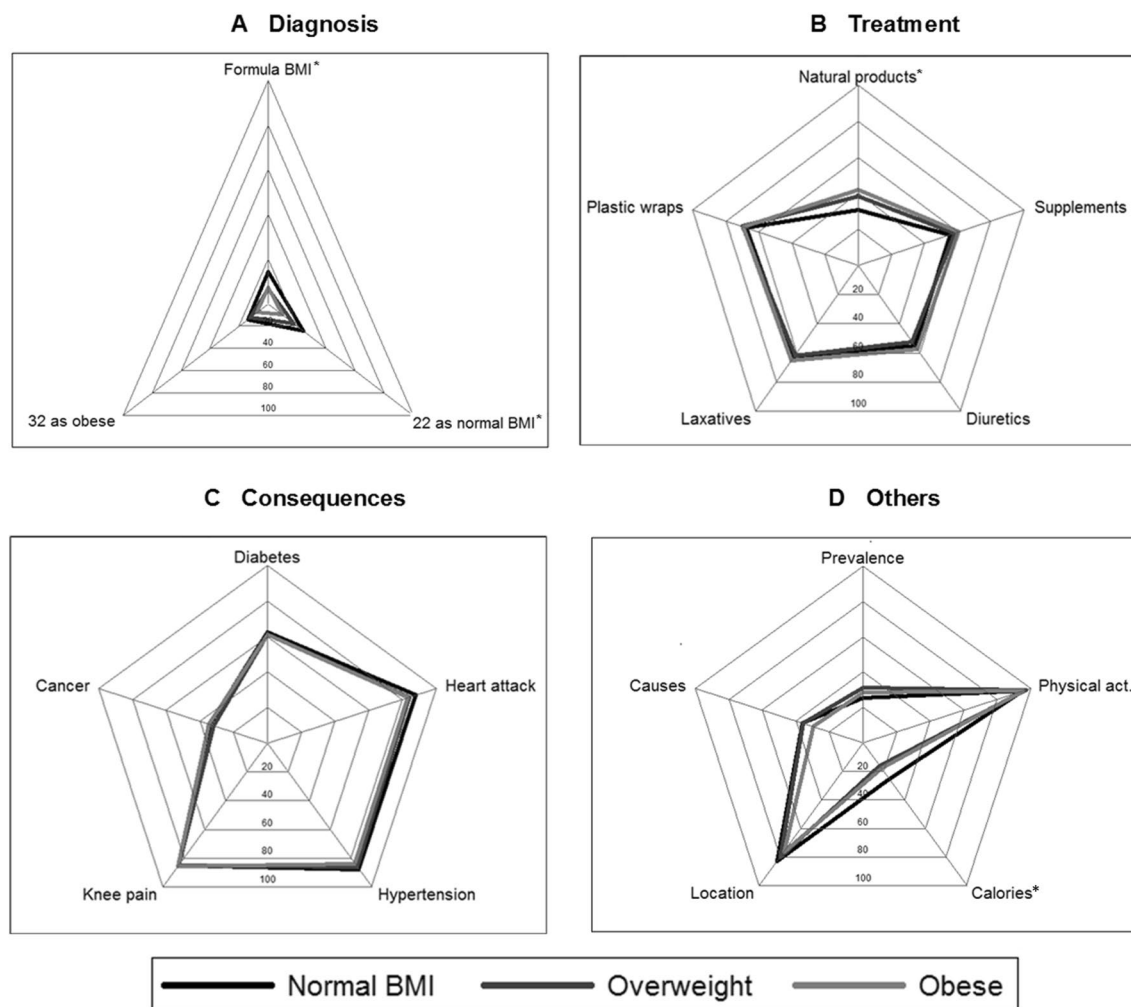 A Diagnosis
Formula BMI*
40
60
80
100
32 as obese
22 as normal BMI*
B Treatment
Natural products*
Plastic wraps
Supplements
20
40
60
80
100
Laxatives
Diuretics
C Consequences
Diabetes
Cancer
Heart attack
20
40
60
80
100
Knee pain
Hypertension
D Others
Prevalence
Causes
Physical act.
20
40
60
80
100
Location
Calories*
Normal BMI Overweight Obese